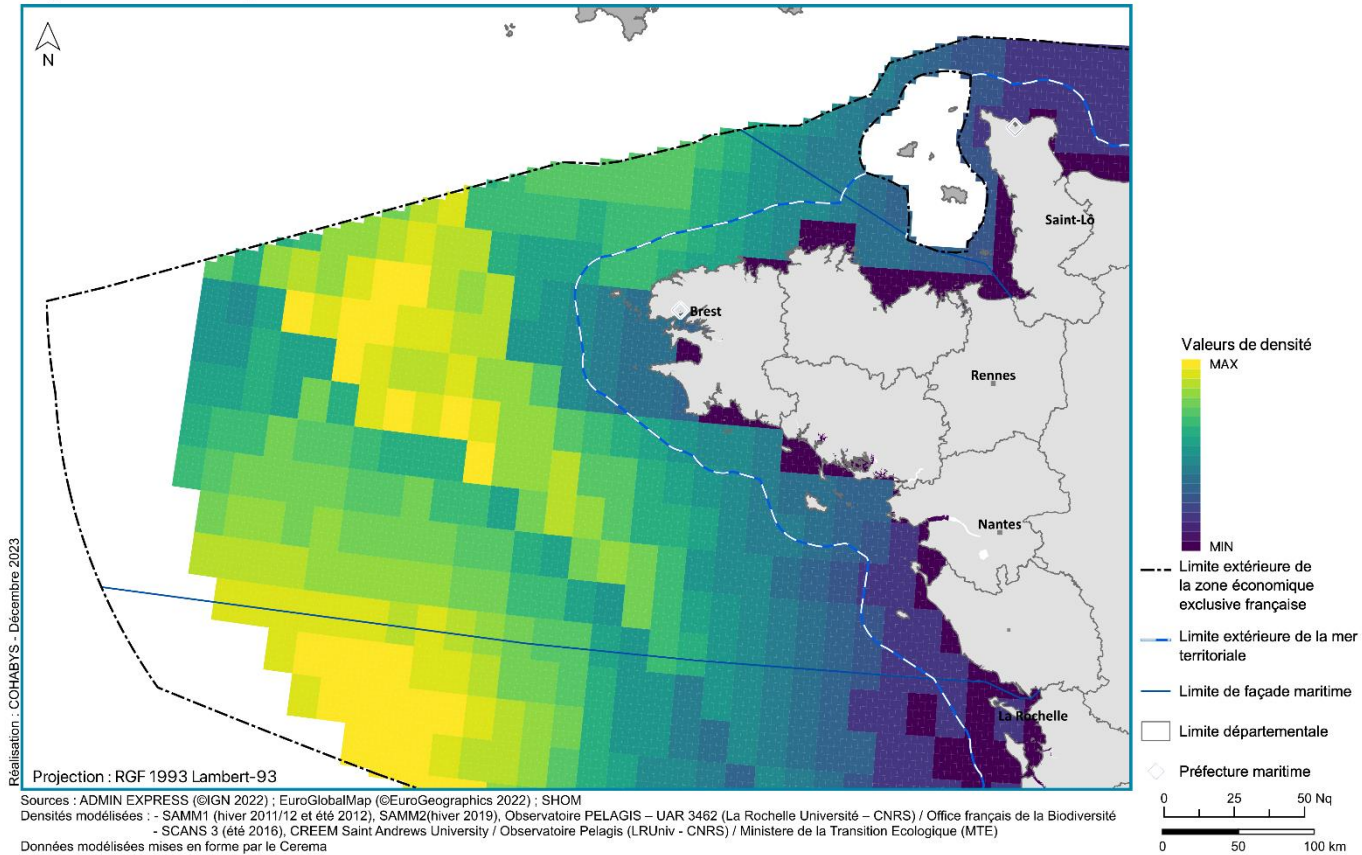 N
Saint-Lô
Brest
Rennes
Nantes
La Rochelle
Réalisation : COHABYS - Décembre 2023
Projection : RGF 1993 Lambert-93
Valeurs de densité
MAX
MIN
Limite extérieure de
la zone économique
exclusive française
Limite extérieure de la mer
territoriale
Limite de façade maritime
Limite départementale
Préfecture maritime
0 25 50 Nq
0 50 100 km
Sources : ADMIN EXPRESS (©IGN 2022) ; EuroGlobalMap (©EuroGeographics 2022) ; SHOM
Densités modélisées : - SAMM1 (hiver 2011/12 et été 2012), SAMM2(hiver 2019), Observatoire PELAGIS – UAR 3462 (La Rochelle Université – CNRS) / Office français de la Biodiversité
- SCANS 3 (été 2016), CREEM Saint Andrews University / Observatoire Pelagis (LRUniv - CNRS) / Ministere de la Transition Ecologique (MTE)
Données modélisées mises en forme par le Cerema